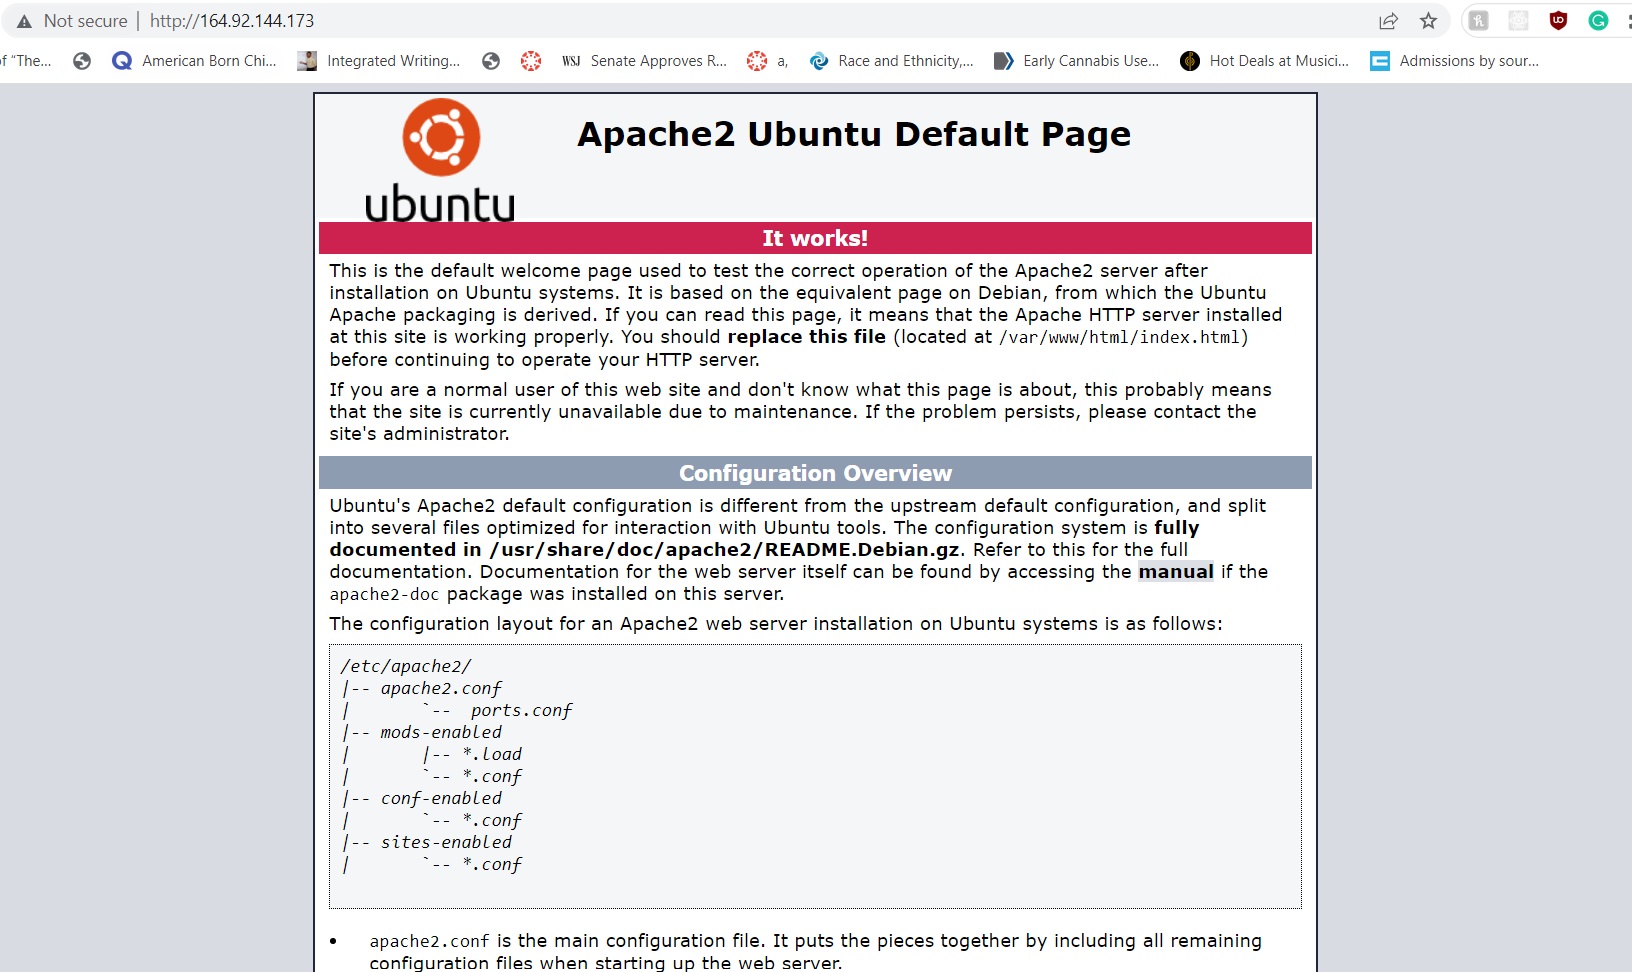 Not secure | http://164.92.144.173
of "The... American Born Chi... Integrated Writing... WSJ Senate Approves R... a, Race and Ethnicity,... Early Cannabis Use... Hot Deals at Musici... Admissions by sour...
ubuntu
Apache2 Ubuntu Default Page
It works!
This is the default welcome page used to test the correct operation of the Apache2 server after
installation on Ubuntu systems. It is based on the equivalent page on Debian, from which the Ubuntu
Apache packaging is derived. If you can read this page, it means that the Apache HTTP server installed
at this site is working properly. You should replace this file (located at /var/www/html/index.html)
before continuing to operate your HTTP server.
If you are a normal user of this web site and don't know what this page is about, this probably means
that the site is currently unavailable due to maintenance. If the problem persists, please contact the
site's administrator.
Configuration Overview
Ubuntu's Apache2 default configuration is different from the upstream default configuration, and split
into several files optimized for interaction with Ubuntu tools. The configuration system is fully
documented in /usr/share/doc/apache2/README.Debian.gz. Refer to this for the full
documentation. Documentation for the web server itself can be found by accessing the manual if the
apache2-doc package was installed on this server.
The configuration layout for an Apache2 web server installation on Ubuntu systems is as follows:
/etc/apache2/
|-- apache2.conf
|       `--  ports.conf
|-- mods-enabled
|       |-- *.load
|       `-- *.conf
|-- conf-enabled
|       `-- *.conf
|-- sites-enabled
|       `-- *.conf
• apache2.conf is the main configuration file. It puts the pieces together by including all remaining
configuration files when starting up the web server.